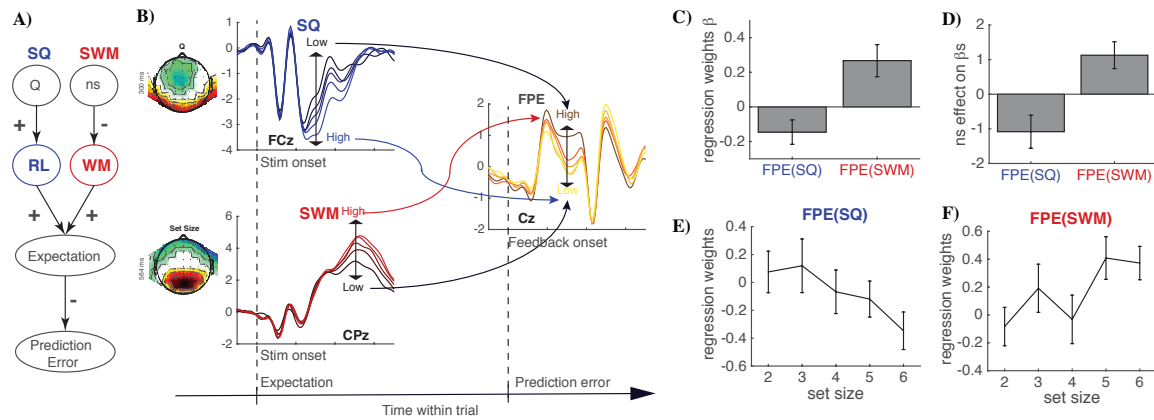 A)
SQ SWM
Q ns
+ -
RL WM
+ +
Expectation
-
Prediction
Error
B)
Q
300 ms
SQ
Low
High
FCz
Stim onset
1
0
-1
-2
-3
-4
Set Size
564 ms
SWM
High
Low
CPz
Stim onset
6
4
2
0
-2
FPE
High
Low
Cz
Feedback onset
2
1
0
-1
-2
Expectation
Prediction error
Time within trial
C)
regression weights β
0.4
0.2
0
-0.2
FPE(SQ) FPE(SWM)
D)
ns effect on βs
2
1
0
-1
-2
FPE(SQ) FPE(SWM)
E)
FPE(SQ)
regression weights
0.4
0.2
0
-0.2
-0.4
-0.6
2 3 4 5 6
set size
F)
FPE(SWM)
regression weights
0.6
0.4
0.2
0
-0.2
-0.4
2 3 4 5 6
set size